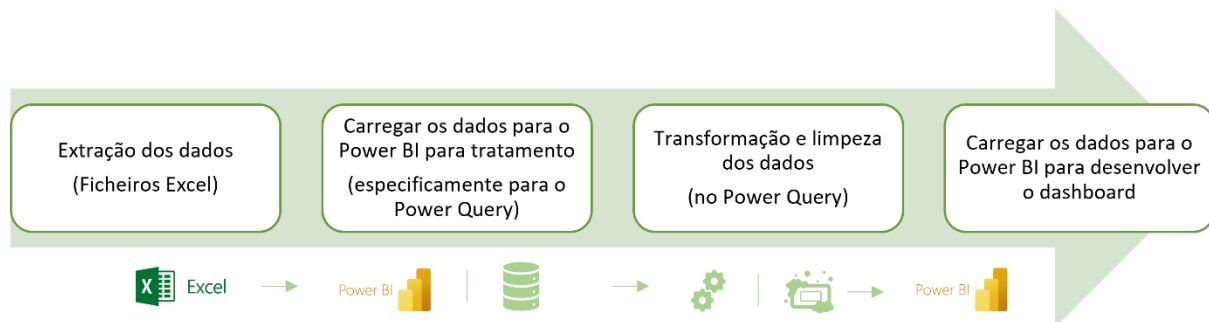 Extração dos dados
(Ficheiros Excel)
Carregar os dados para o
Power BI para tratamento
(especificamente para o
Power Query)
Transformação e limpeza
dos dados
(no Power Query)
Carregar os dados para o
Power BI para desenvolver
o dashboard
X Excel
Power BI
Power BI